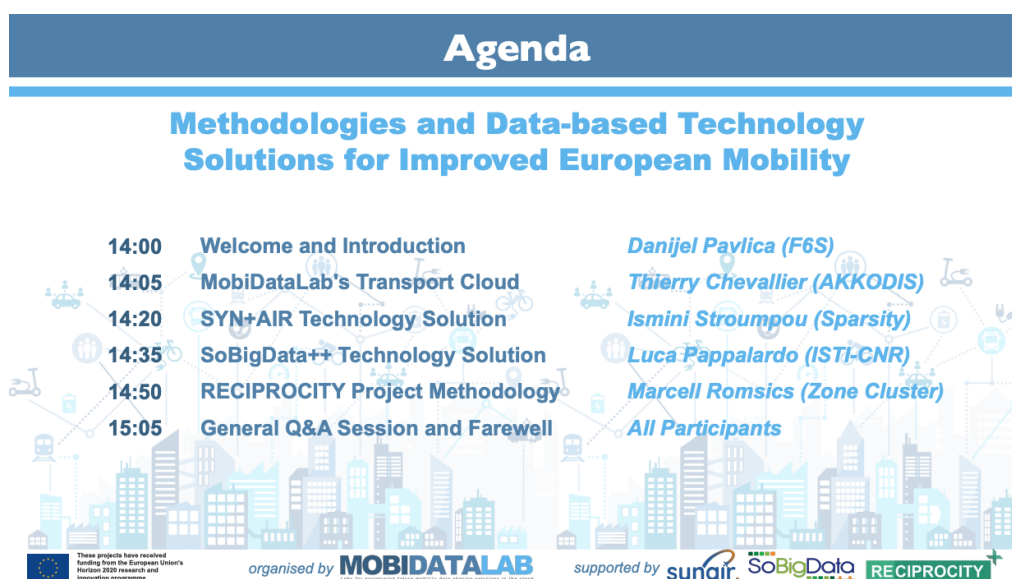 Agenda
Methodologies and Data-based Technology
Solutions for Improved European Mobility
14:00 Welcome and Introduction Danijel Pavlica (F6S)
14:05 MobiDataLab's Transport Cloud Thierry Chevallier (AKKODIS)
14:20 SYN+AIR Technology Solution Ismini Stroumpou (Sparsity)
14:35 SoBigData++ Technology Solution Luca Pappalardo (ISTI-CNR)
14:50 RECIPROCITY Project Methodology Marcell Romsics (Zone Cluster)
15:05 General Q&A Session and Farewell All Participants
These projects have received
funding from the European Union's
Horizon 2020 research and
innovation programme
organised by MOBIDATALAB
supported by synair. SoBigData RECIPROCITY